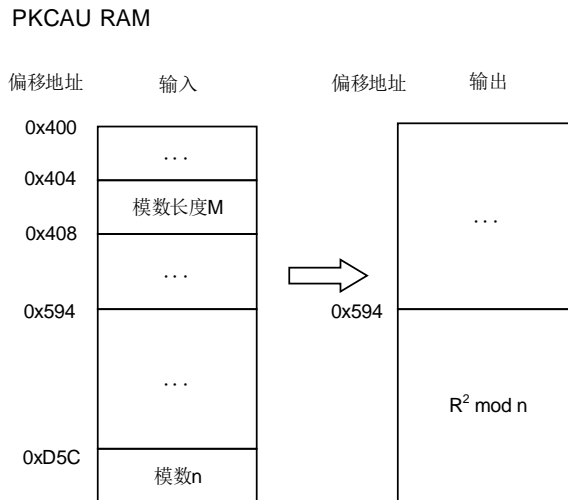 PKCAU RAM
偏移地址 输入 偏移地址 输出
0x400
...
0x404
模数长度M
0x408
...
...
0x594
0x594
...
R² mod n
0xD5C
模数n